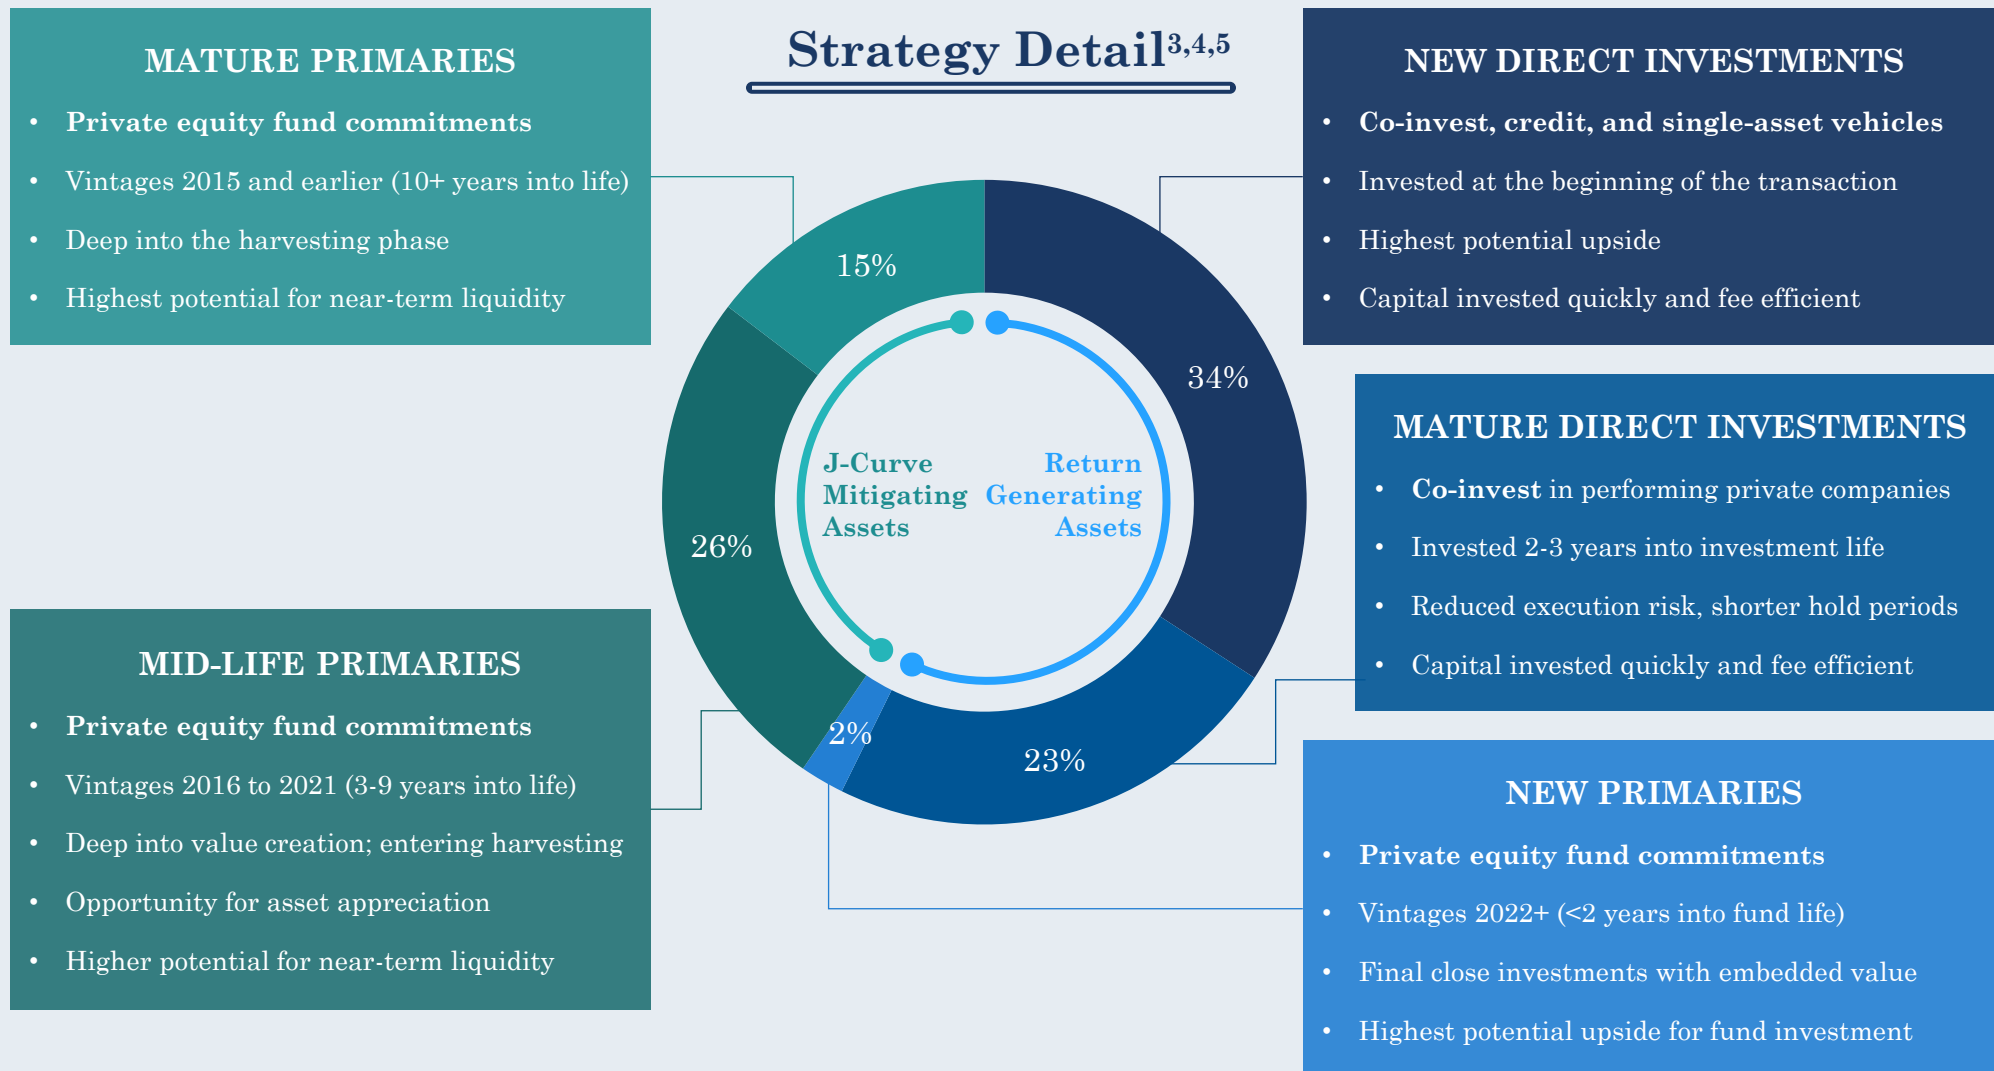 Strategy Detail3,4,5
MATURE PRIMARIES
• Private equity fund commitments
• Vintages 2015 and earlier (10+ years into life)
• Deep into the harvesting phase
• Highest potential for near-term liquidity
NEW DIRECT INVESTMENTS
• Co-invest, credit, and single-asset vehicles
• Invested at the beginning of the transaction
• Highest potential upside
• Capital invested quickly and fee efficient
15%
34%
26%
2%
23%
J-Curve
Mitigating
Assets
Return
Generating
Assets
MATURE DIRECT INVESTMENTS
• Co-invest in performing private companies
• Invested 2-3 years into investment life
• Reduced execution risk, shorter hold periods
• Capital invested quickly and fee efficient
MID-LIFE PRIMARIES
• Private equity fund commitments
• Vintages 2016 to 2021 (3-9 years into life)
• Deep into value creation; entering harvesting
• Opportunity for asset appreciation
• Higher potential for near-term liquidity
NEW PRIMARIES
• Private equity fund commitments
• Vintages 2022+ (<2 years into fund life)
• Final close investments with embedded value
• Highest potential upside for fund investment